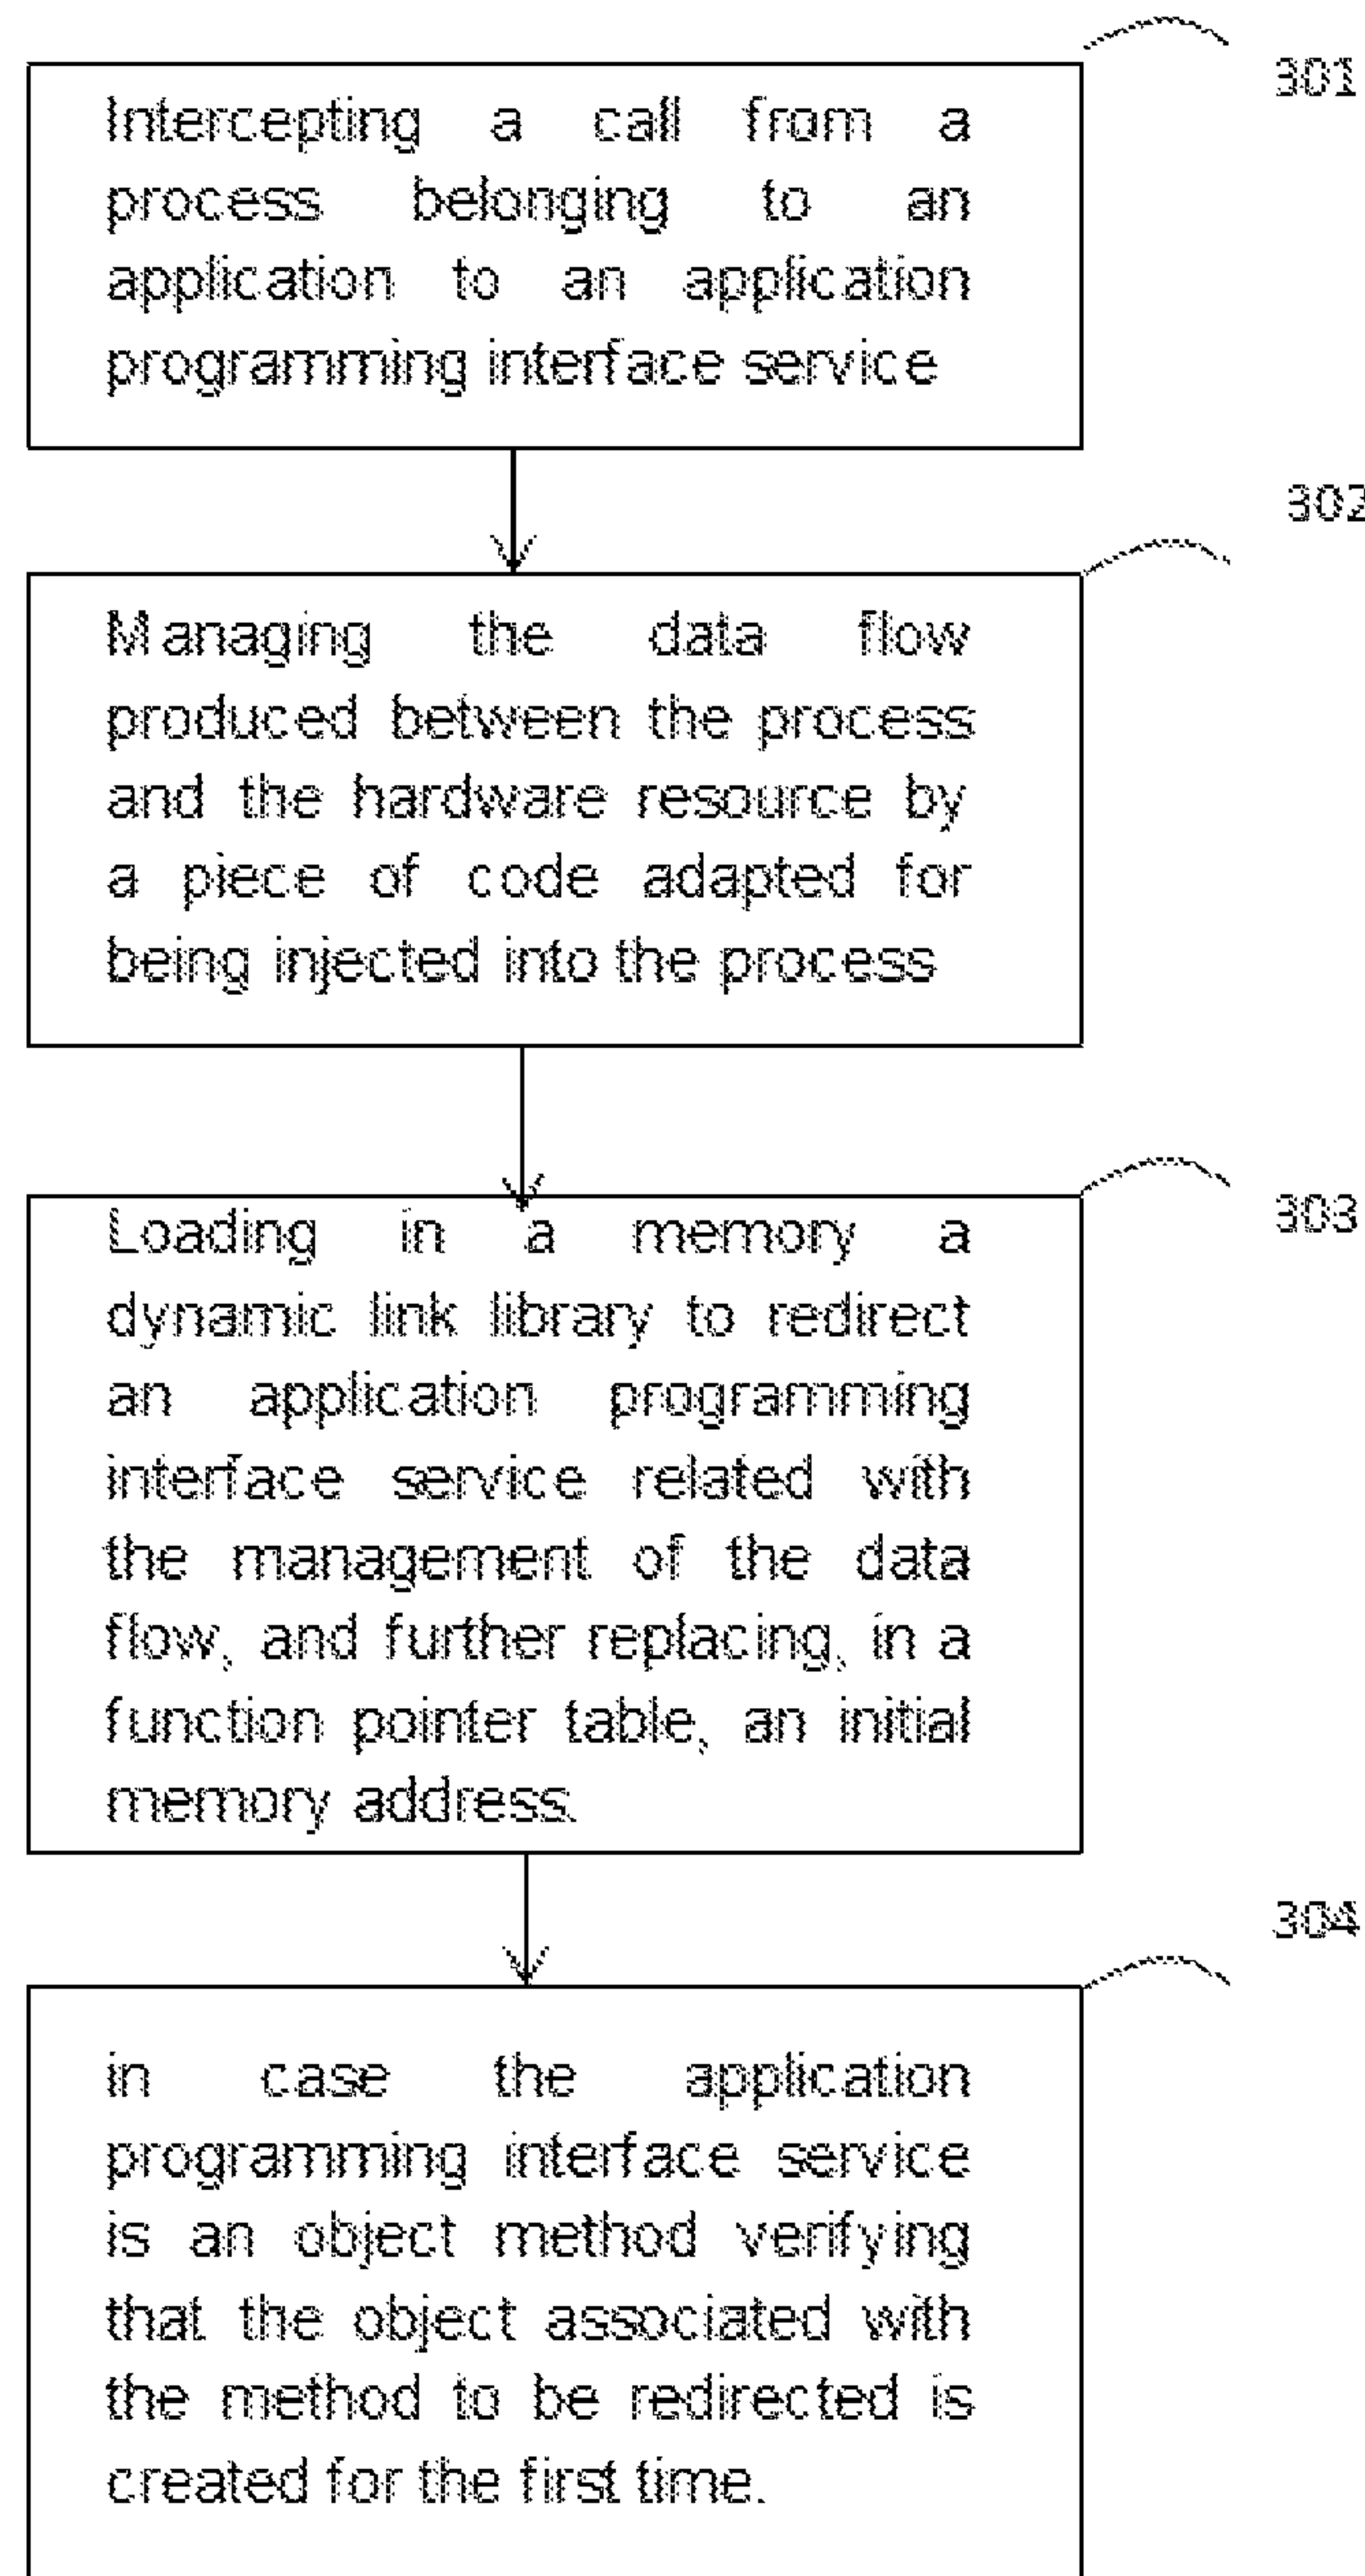 301
Intercepting a call from a
process belonging to an
application to an application
programming interface service
302
Managing the data flow
produced between the process
and the hardware resource by
a piece of code adapted for
being injected into the process
303
Loading in a memory a
dynamic link library to redirect
an application programming
interface service related with
the management of the data
flow, and further replacing, in a
function pointer table, an initial
memory address.
304
in case the application
programming interface service
is an object method verifying
that the object associated with
the method to be redirected is
created for the first time.